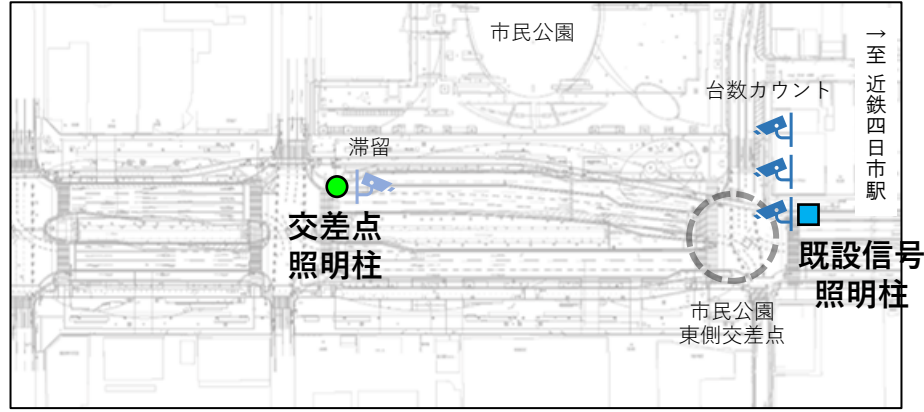 市民公園
台数カウント
→至 近鉄四日市駅
滞留
交差点
照明柱
既設信号
照明柱
市民公園
東側交差点